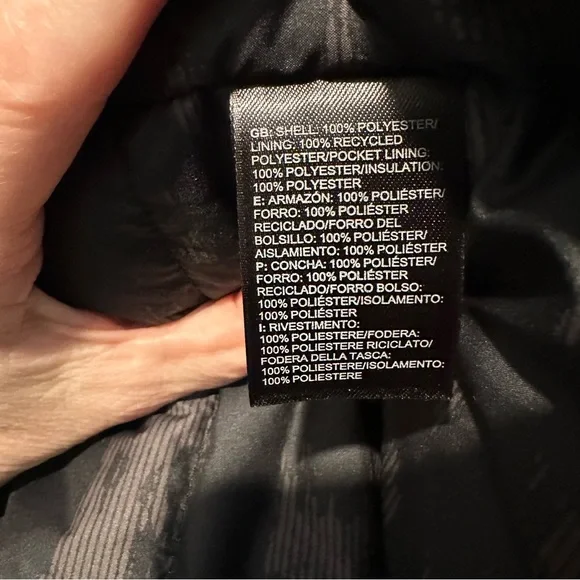 GB: SHELL: 100% POLYESTER/
LINING: 100% RECYCLED
POLYESTER/POCKET LINING:
100% POLYESTER/INSULATION:
100% POLYESTER
E: ARMAZÓN: 100% POLIÉSTER/
FORRO: 100% POLIÉSTER
RECICLADO/FORRO DEL
BOLSILLO: 100% POLIÉSTER/
AISLAMIENTO: 100% POLIÉSTER
P: CONCHA: 100% POLIÉSTER/
FORRO: 100% POLIÉSTER
RECICLADO/FORRO BOLSO:
100% POLIÉSTER/ISOLAMENTO:
100% POLIÉSTER
I: RIVESTIMENTO:
100% POLIESTERE/FODERA:
100% POLIESTERE RICICLATO/
FODERA DELLA TASCA:
100% POLIESTERE/ISOLAMENTO:
100% POLIESTERE